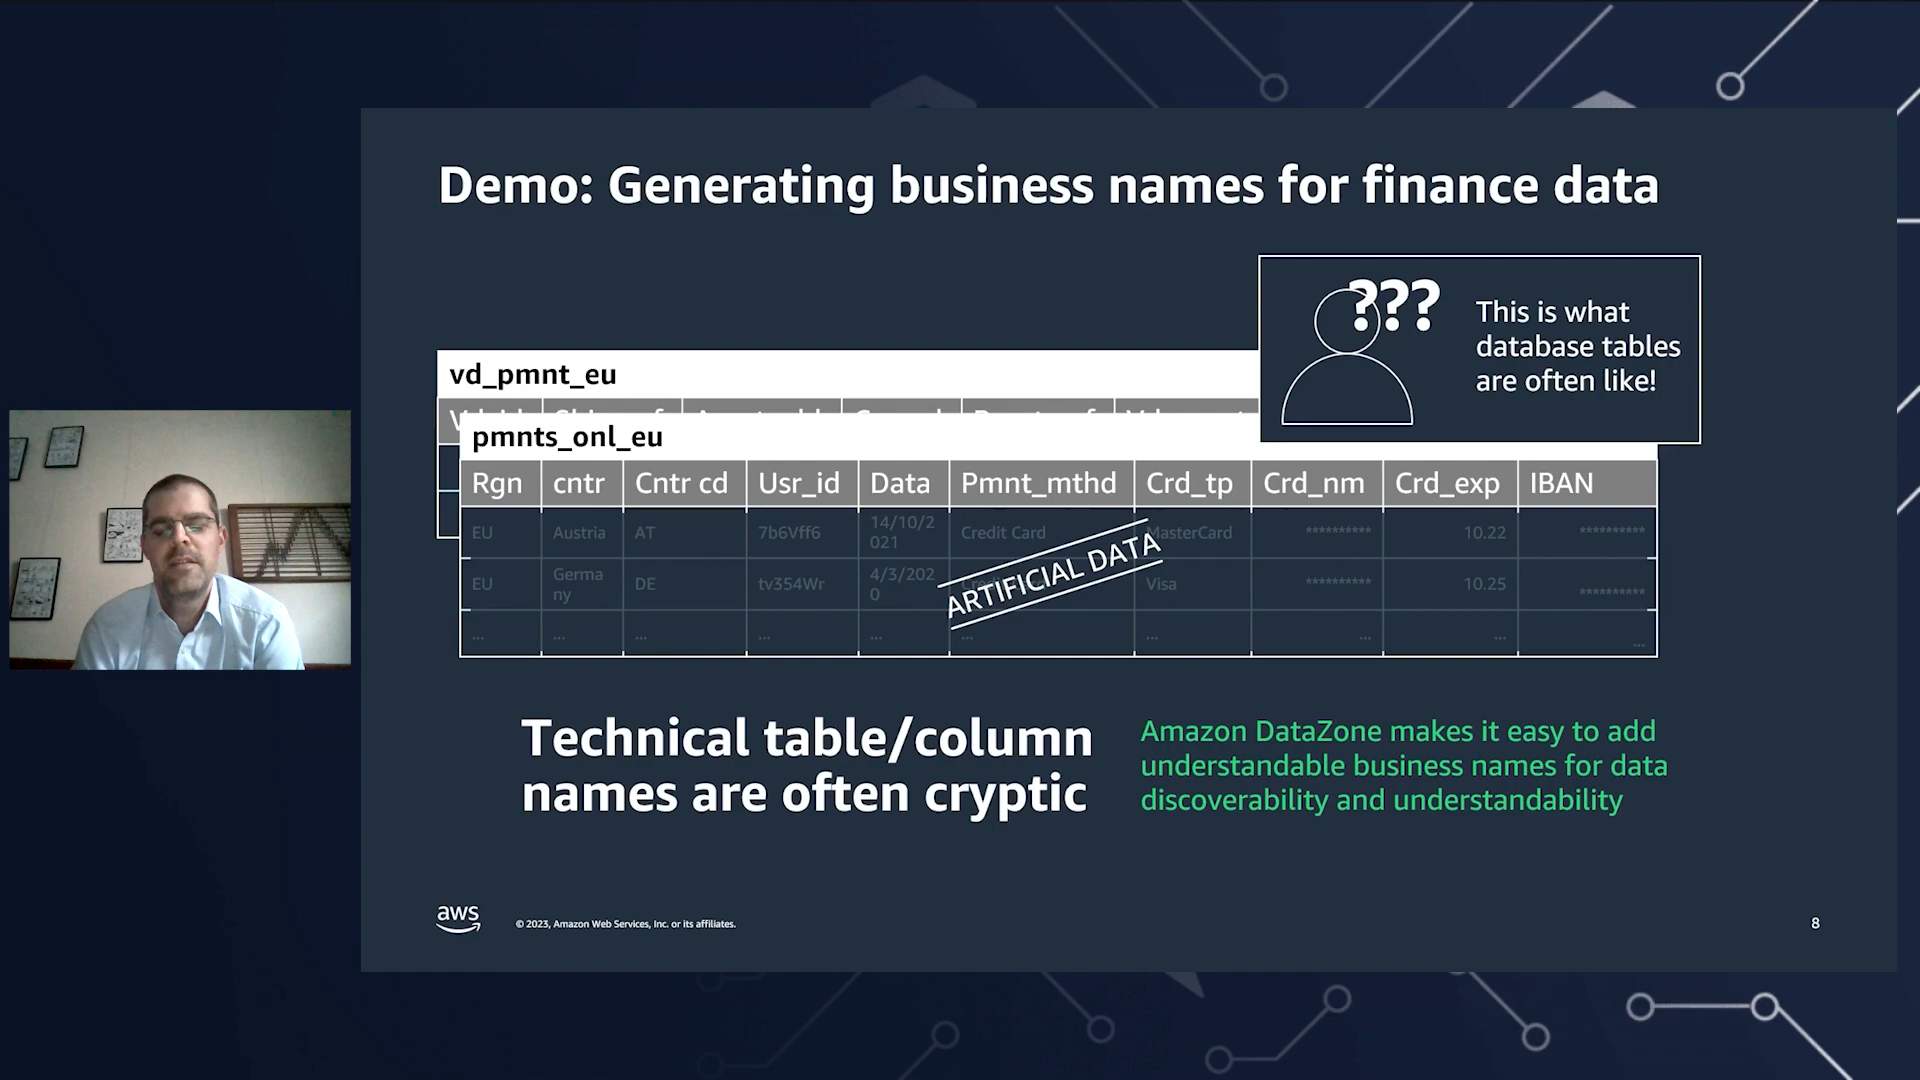 Demo: Generating business names for finance data
???
This is what
database tables
are often like!
vd_pmnt_eu
pmnts_onl_eu
Rgn cntr Cntr cd Usr_id Data Pmnt_mthd Crd_tp Crd_nm Crd_exp IBAN
EU Austria AT 7b6Vff6 14/10/2 Credit Card MasterCard ********** 10.22 **********
021
EU Germa DE tv354Wr 4/3/202 Visa ********** 10.25 **********
ny 0
... ... ... ... ... ... ... ... ... ...
ARTIFICIAL DATA
Technical table/column
names are often cryptic
Amazon DataZone makes it easy to add
understandable business names for data
discoverability and understandability
aws
© 2023, Amazon Web Services, Inc. or its affiliates.
8